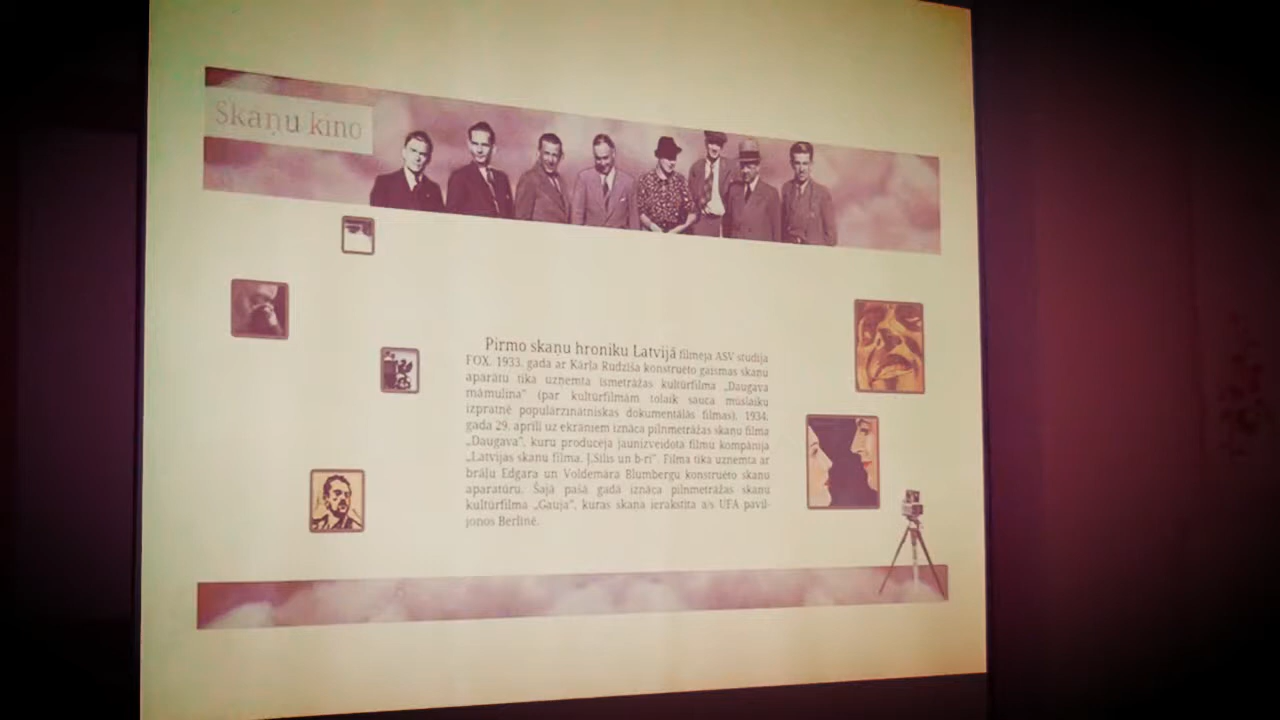 Skaņu kino
Pirmo skaņu hroniku Latvijā filmēja ASV studija
FOX. 1933. gadā ar Kārļa Rudzīša konstruēto gaismas skaņu
aparātu tika uzņemta īsmetrāžas kultūrfilma „Daugava
māmuliņa” (par kultūrfilmām tolaik sauca mūslaiku
izpratnē populārzinātniskas dokumentālās filmas). 1934.
gada 29. aprīlī uz ekrāniem iznāca pilnmetrāžas skaņu filma
„Daugava”, kuru producēja jaunizveidotā filmu kompānija
„Latvijas skaņu filma, J.Sīlis un b-ri”. Filma tika uzņemta ar
brāļu Edgara un Voldemāra Blumbergu konstruēto skaņu
aparatūru. Šajā pašā gadā iznāca pilnmetrāžas skaņu
kultūrfilma „Gauja”, kuras skaņa ierakstīta a/s UFA pavil-
jonos Berlīnē.